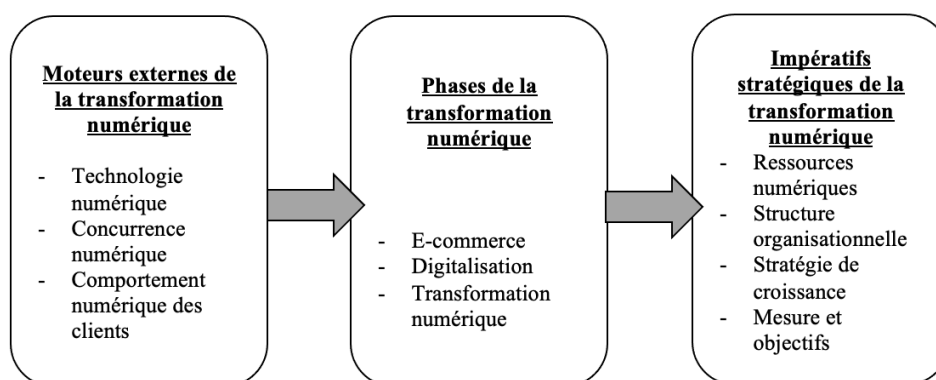 Moteurs externes de
la transformation
numérique
- Technologie
numérique
- Concurrence
numérique
- Comportement
numérique des
clients
Phases de la
transformation
numérique
- E-commerce
- Digitalisation
- Transformation
numérique
Impératifs
stratégiques de la
transformation
numérique
- Ressources
numériques
- Structure
organisationnelle
- Stratégie de
croissance
- Mesure et
objectifs